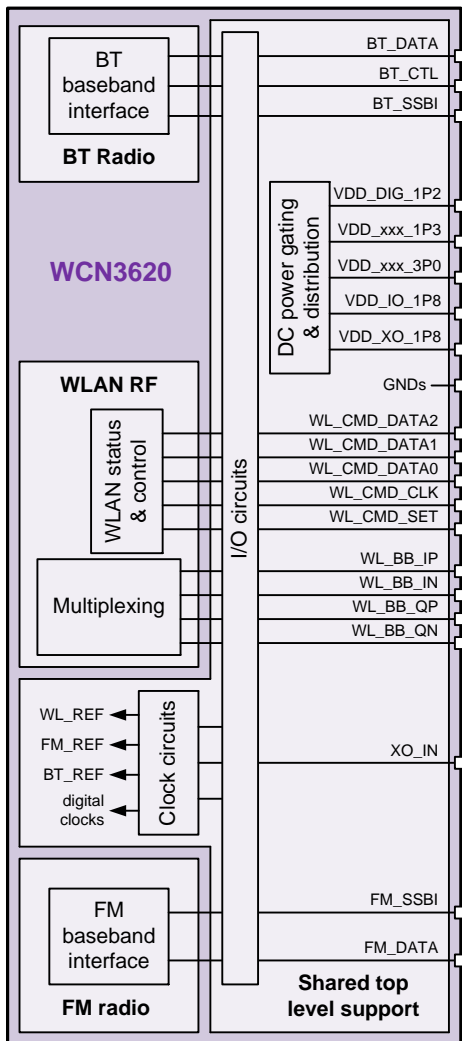 BT
baseband
interface
BT Radio
BT_DATA
BT_CTL
BT_SSBI
WCN3620
DC power gating
& distribution
VDD_DIG_1P2
VDD_xxx_1P3
VDD_xxx_3P0
VDD_IO_1P8
VDD_XO_1P8
GNDs
WLAN RF
WLAN status
& control
I/O circuits
WL_CMD_DATA2
WL_CMD_DATA1
WL_CMD_DATA0
WL_CMD_CLK
WL_CMD_SET
Multiplexing
WL_BB_IP
WL_BB_IN
WL_BB_QP
WL_BB_QN
WL_REF
FM_REF
BT_REF
digital
clocks
Clock circuits
XO_IN
FM
baseband
interface
FM radio
FM_SSBI
FM_DATA
Shared top
level support